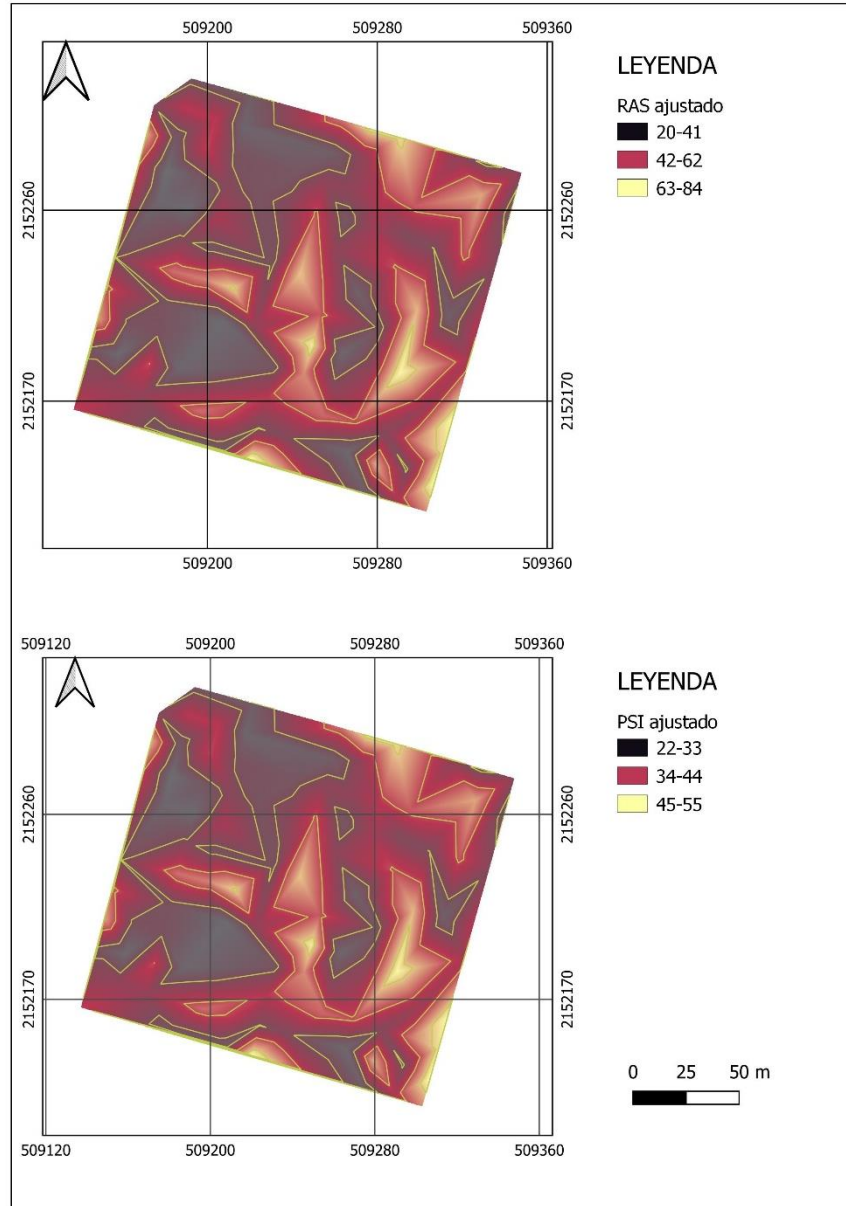 509200 509280 509360
LEYENDA
RAS ajustado
20-41
42-62
63-84
2152260 2152260
2152170 2152170
509200 509280 509360
509120 509200 509280 509360
LEYENDA
PSI ajustado
22-33
34-44
45-55
2152260 2152260
2152170 2152170
0 25 50 m
509120 509200 509280 509360